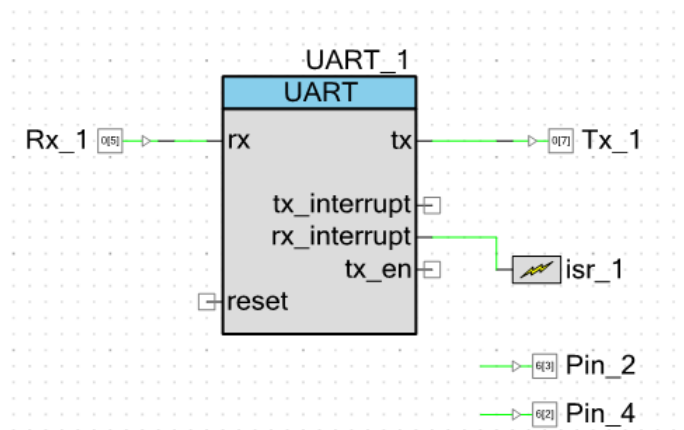 UART_1
UART
Rx_1 0[5] rx tx 0[7] Tx_1
tx_interrupt
rx_interrupt
tx_en isr_1
reset
6[3] Pin_2
6[2] Pin_4